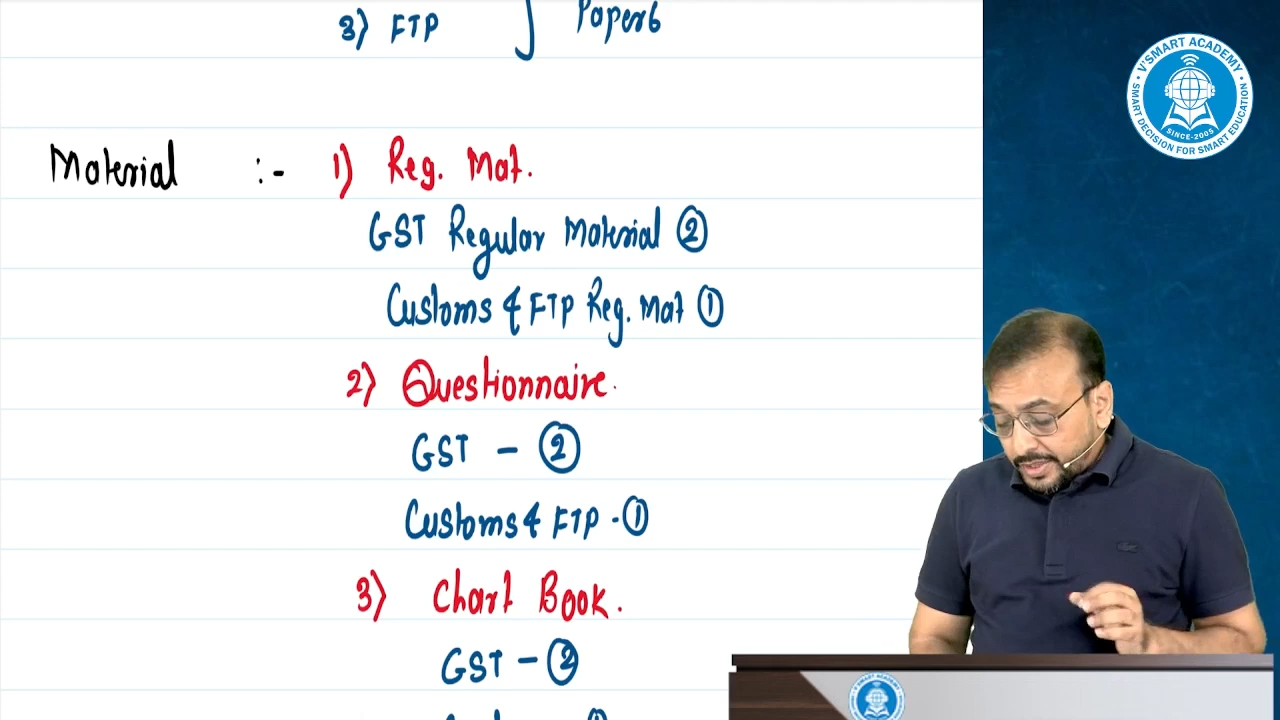 3) FTP } Paper6
Material :- 1) Reg. Mat.
GST Regular Material ②
Customs & FTP Reg. Mat ①
2) Questionnaire.
GST - ②
Customs & FTP - ①
3) Chart Book.
GST - ②
V'SMART ACADEMY
SMART DECISION FOR SMART EDUCATION
SINCE-2005